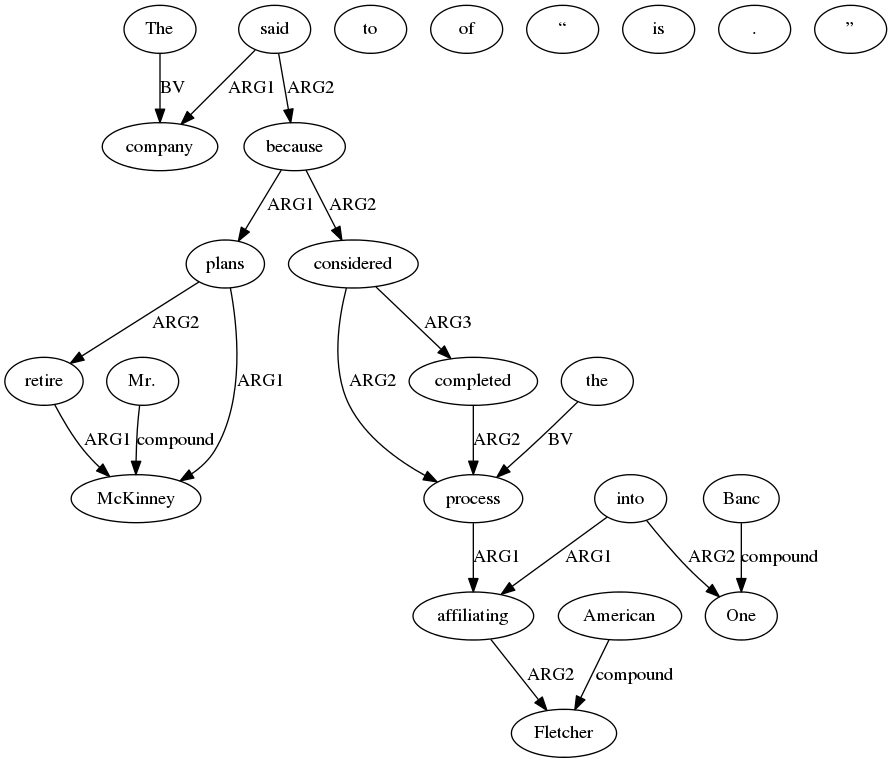 The said to of “ is . ”
BV ARG1 ARG2
company because
ARG1 ARG2
plans considered
ARG2 ARG3
retire Mr. ARG1 ARG2 completed the
ARG1 compound ARG2 BV
McKinney process into Banc
ARG1 ARG1 ARG2 compound
affiliating American One
ARG2 compound
Fletcher